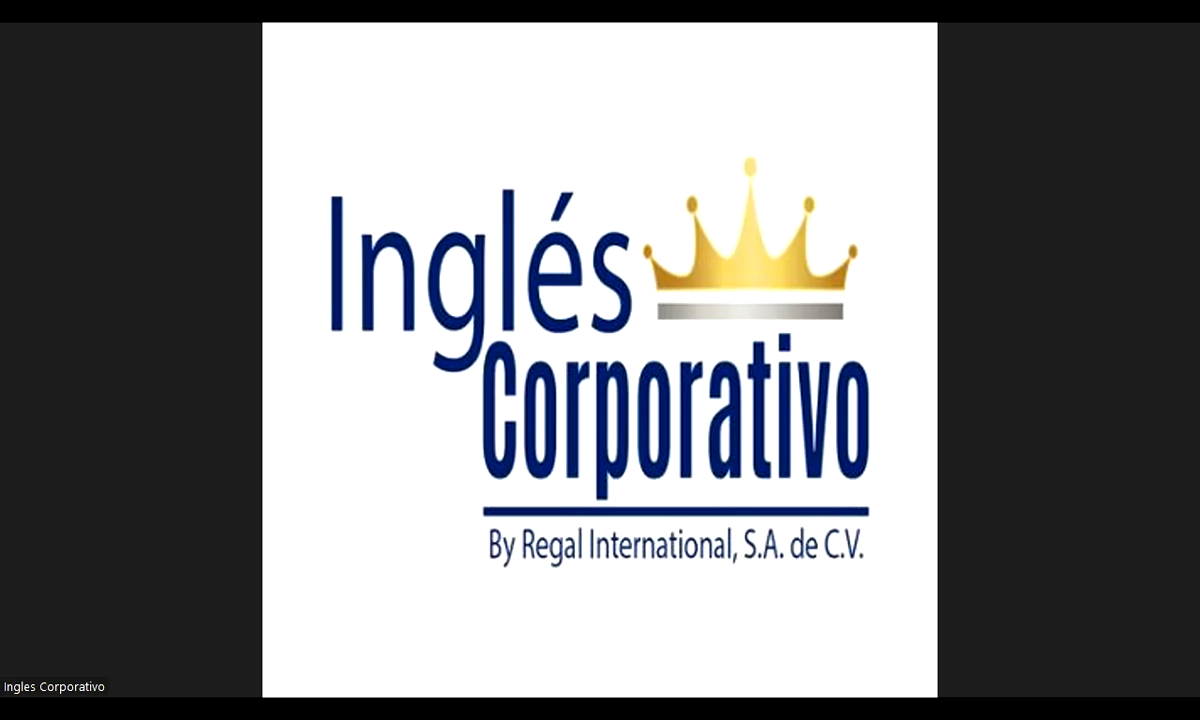 Inglés
Corporativo
By Regal International, S.A. de C.V.
Ingles Corporativo